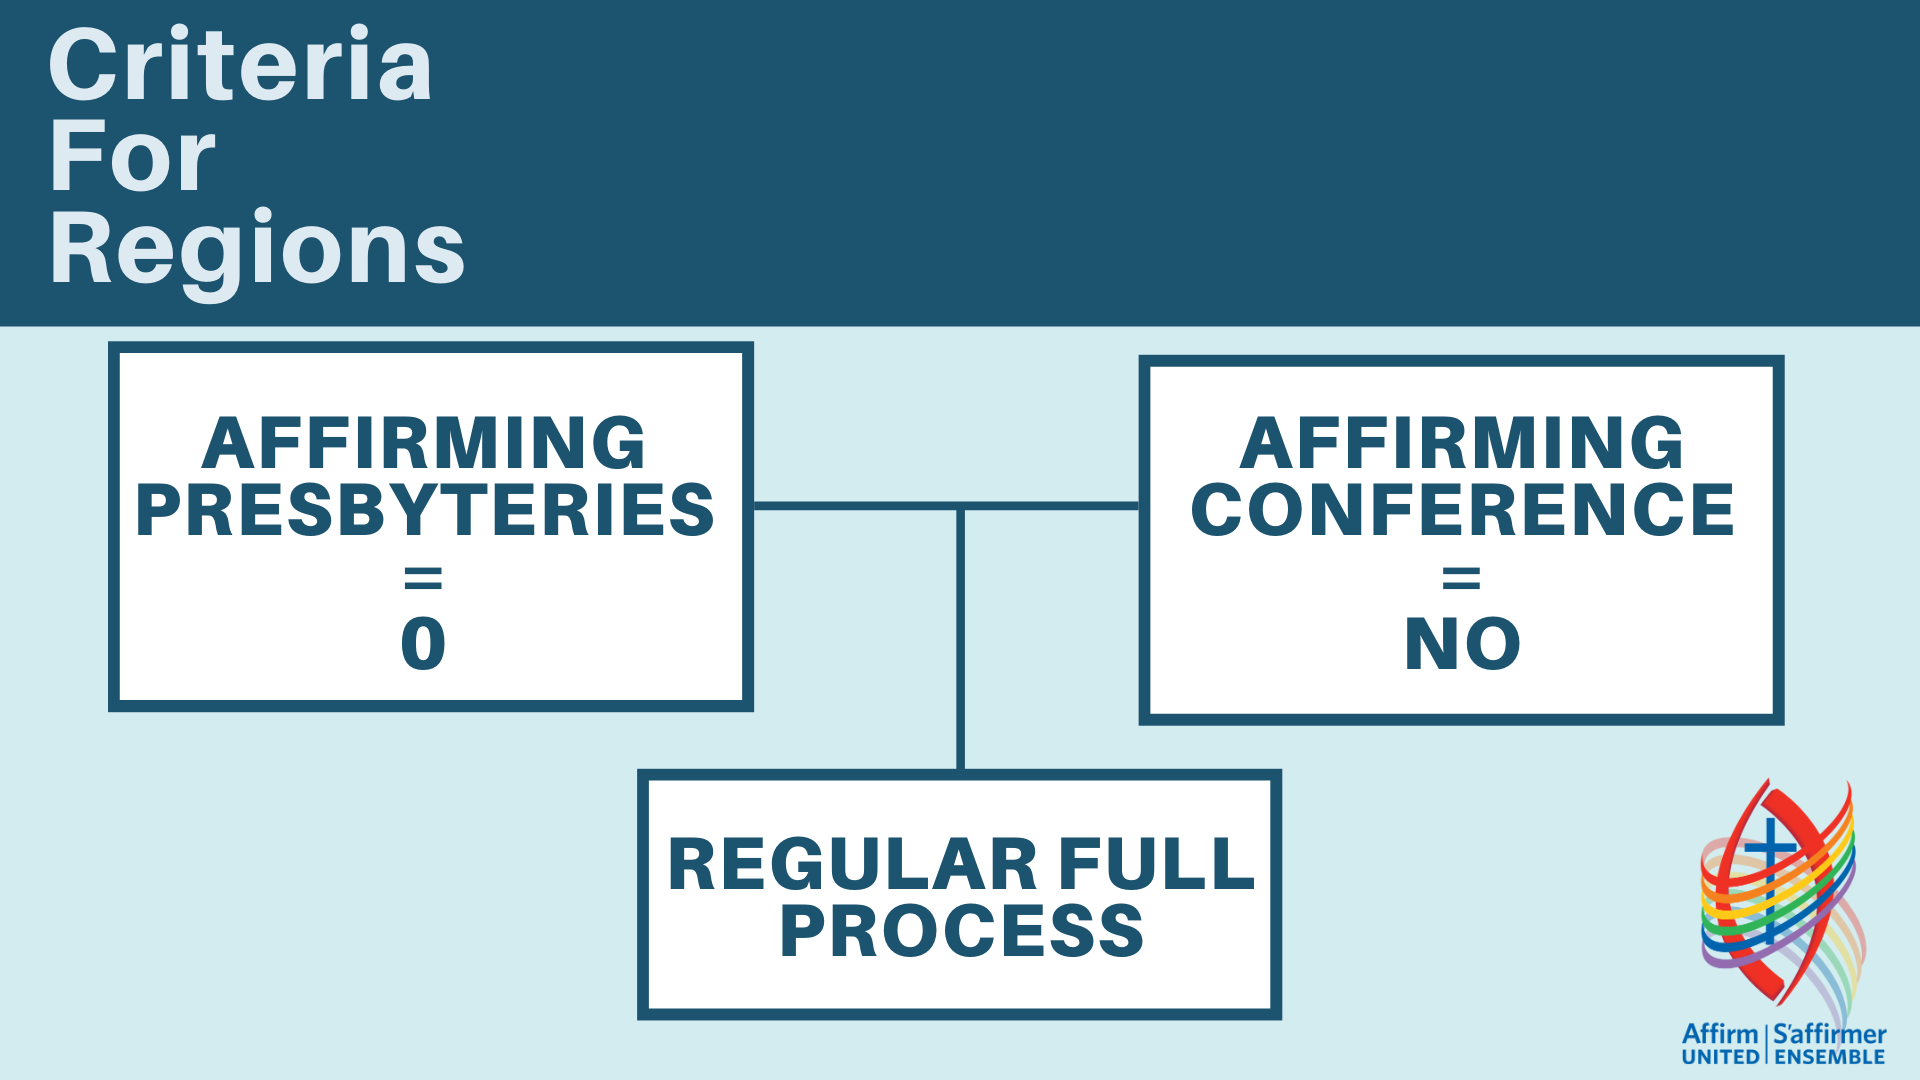 Criteria
For
Regions
AFFIRMING
PRESBYTERIES
=
0
AFFIRMING
CONFERENCE
=
NO
REGULAR FULL
PROCESS
Affirm | S'affirmer
UNITED | ENSEMBLE